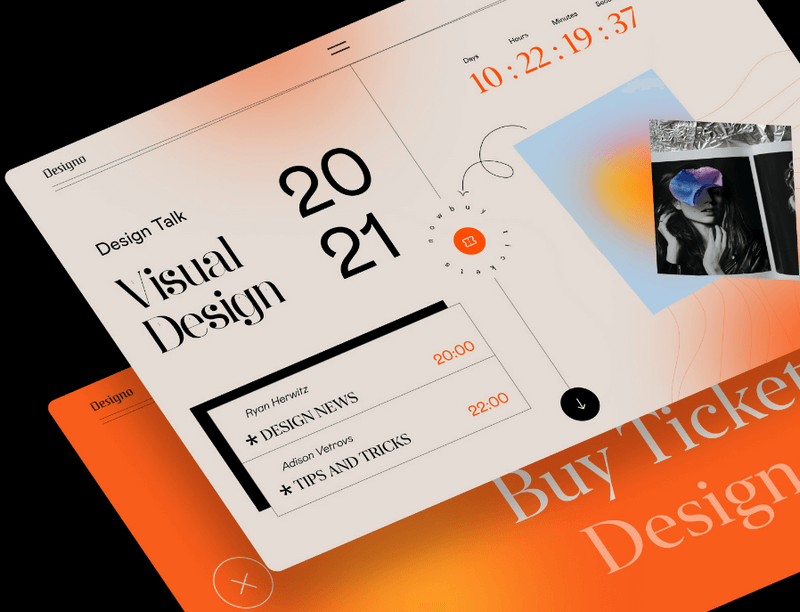 Designo
Days
Hours
Minutes
10 : 22 : 19 : 37
Design Talk
20
21
Visual
Design
Ryan Herwitz
20:00
* DESIGN NEWS
Adison Vetrovs
22:00
* TIPS AND TRICKS
Designo
Buy Ticket
Design